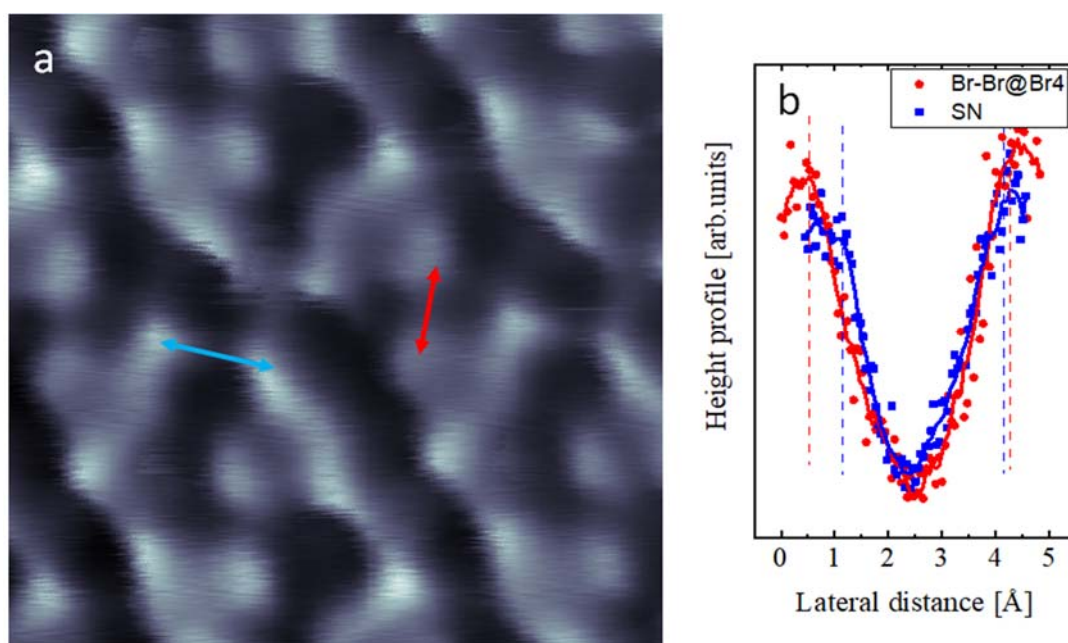 a
b
Br-Br@Br4
SN
Height profile [arb.units]
0 1 2 3 4 5
Lateral distance [Å]